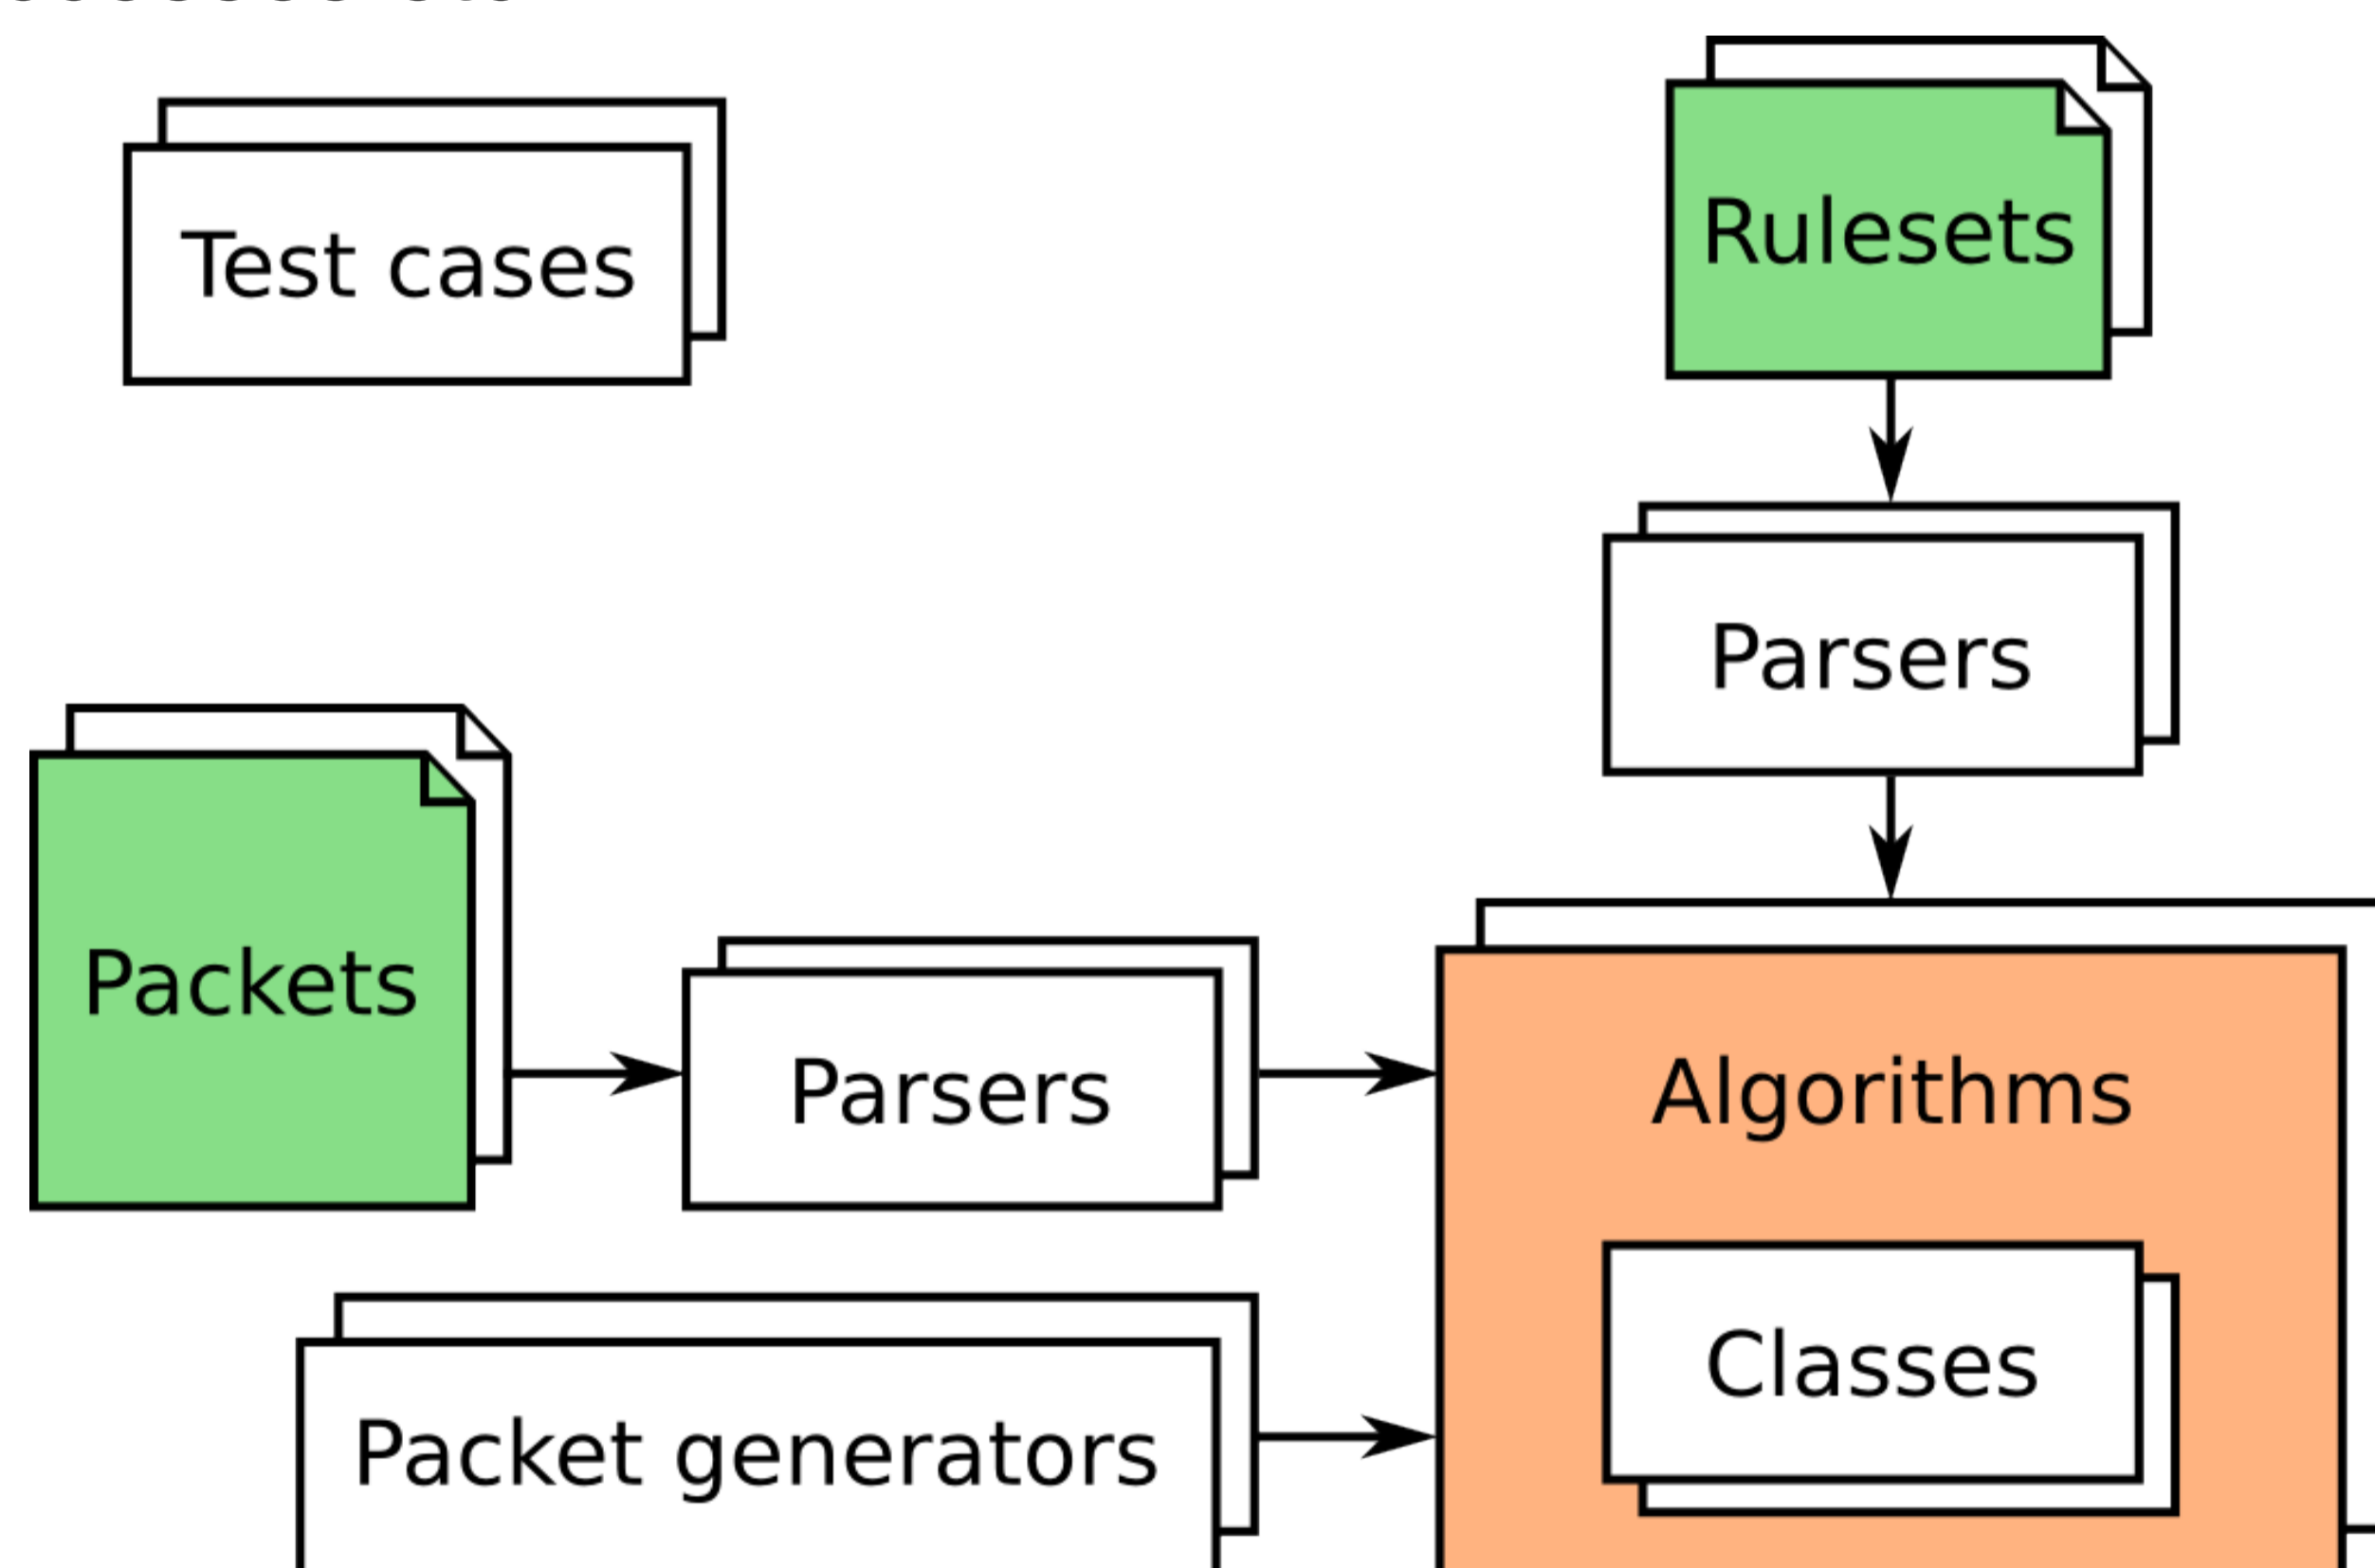 Test cases
Rulesets
Parsers
Packets
Parsers
Algorithms
Classes
Packet generators